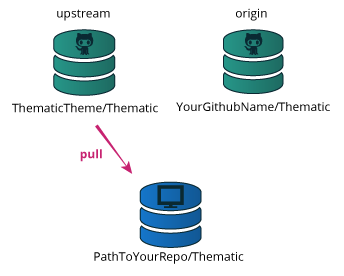 upstream
origin
ThematicTheme/Thematic
YourGithubName/Thematic
pull
PathToYourRepo/Thematic